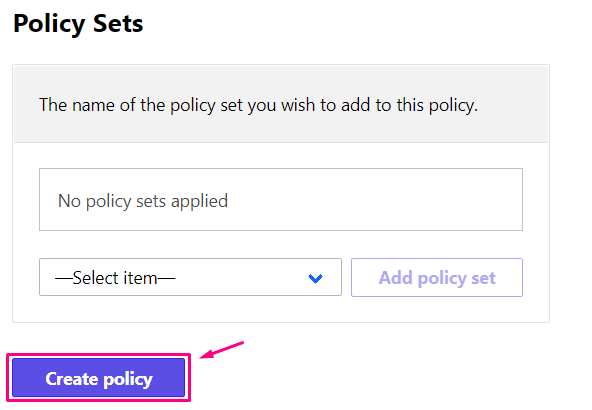 Policy Sets
The name of the policy set you wish to add to this policy.
No policy sets applied
—Select item—
Add policy set
Create policy